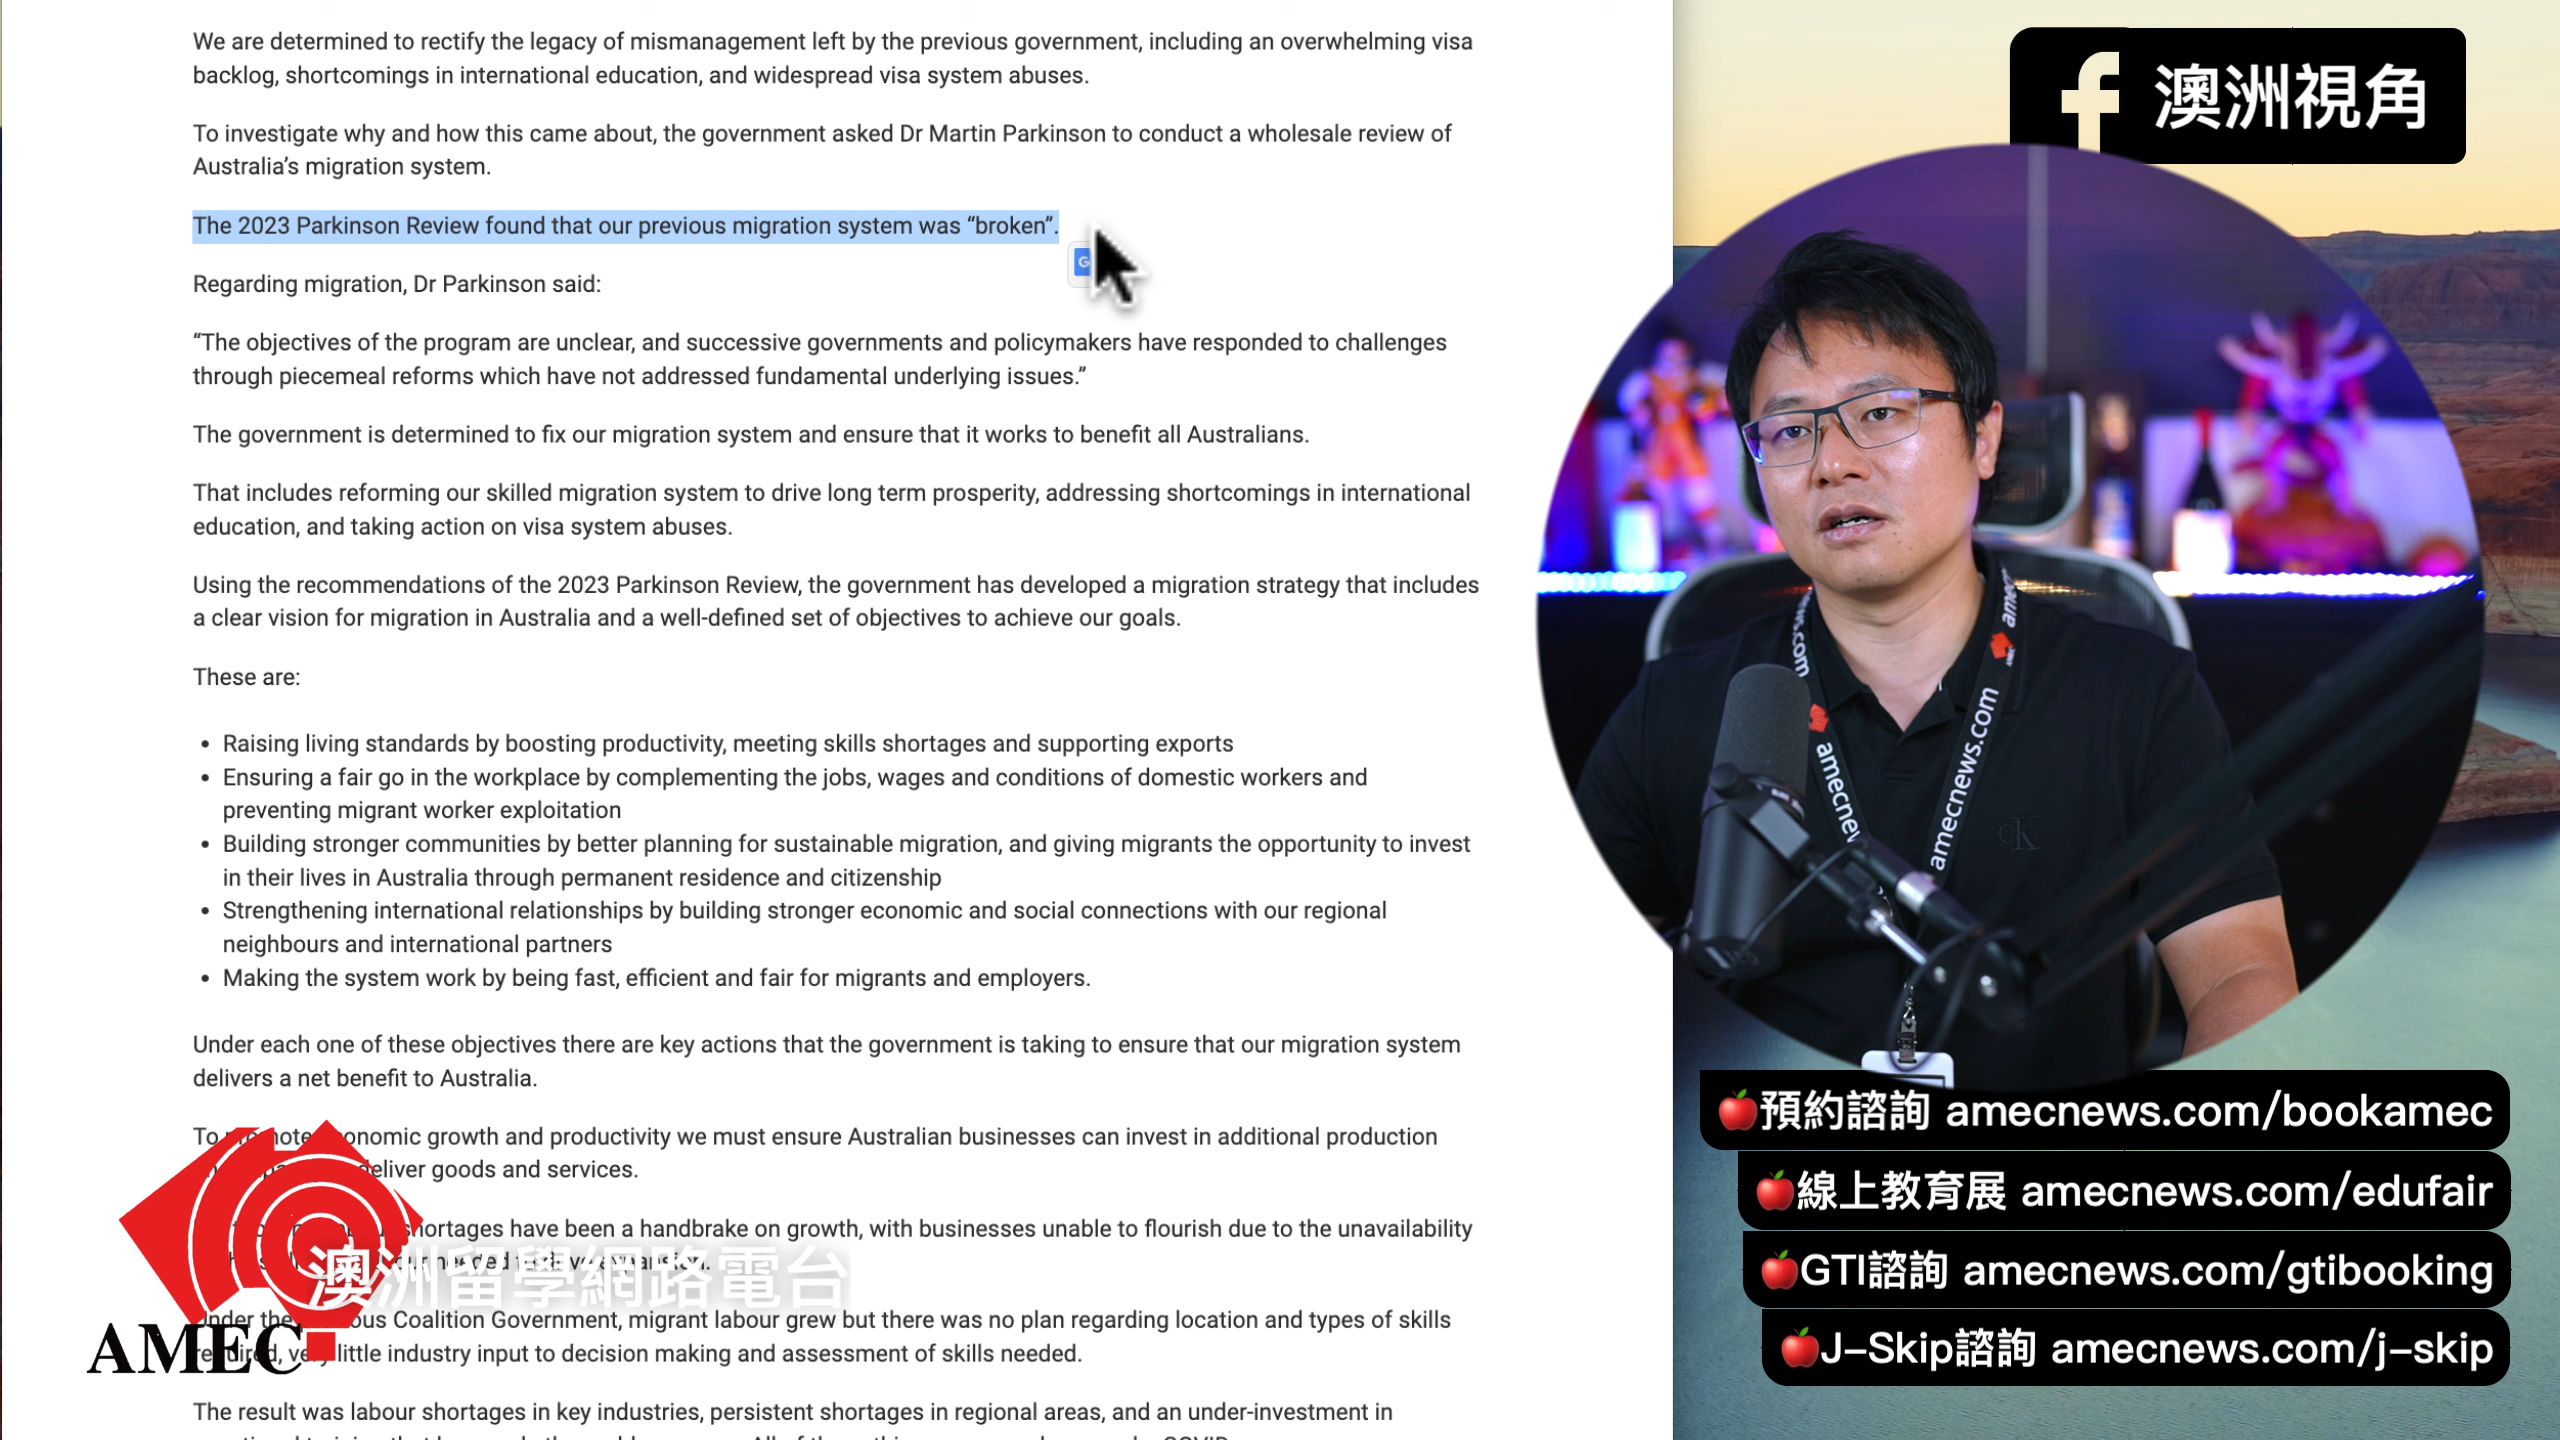 We are determined to rectify the legacy of mismanagement left by the previous government, including an overwhelming visa
backlog, shortcomings in international education, and widespread visa system abuses.
To investigate why and how this came about, the government asked Dr Martin Parkinson to conduct a wholesale review of
Australia’s migration system.
The 2023 Parkinson Review found that our previous migration system was “broken”.
Regarding migration, Dr Parkinson said:
“The objectives of the program are unclear, and successive governments and policymakers have responded to challenges
through piecemeal reforms which have not addressed fundamental underlying issues.”
The government is determined to fix our migration system and ensure that it works to benefit all Australians.
That includes reforming our skilled migration system to drive long term prosperity, addressing shortcomings in international
education, and taking action on visa system abuses.
Using the recommendations of the 2023 Parkinson Review, the government has developed a migration strategy that includes
a clear vision for migration in Australia and a well-defined set of objectives to achieve our goals.
These are:
• Raising living standards by boosting productivity, meeting skills shortages and supporting exports
• Ensuring a fair go in the workplace by complementing the jobs, wages and conditions of domestic workers and
preventing migrant worker exploitation
• Building stronger communities by better planning for sustainable migration, and giving migrants the opportunity to invest
in their lives in Australia through permanent residence and citizenship
• Strengthening international relationships by building stronger economic and social connections with our regional
neighbours and international partners
• Making the system work by being fast, efficient and fair for migrants and employers.
Under each one of these objectives there are key actions that the government is taking to ensure that our migration system
delivers a net benefit to Australia.
To economic growth and productivity we must ensure Australian businesses can invest in additional production
deliver goods and services.
shortages have been a handbrake on growth, with businesses unable to flourish due to the unavailability
needed
Under the Coalition Government, migrant labour grew but there was no plan regarding location and types of skills
required, very little industry input to decision making and assessment of skills needed.
The result was labour shortages in key industries, persistent shortages in regional areas, and an under-investment in
澳洲留學網路電台
AMEC
f 澳洲視角
amecnews.com
amecnews.com
amec
cK
🍎預約諮詢 amecnews.com/bookamec
🍎線上教育展 amecnews.com/edufair
🍎GTI諮詢 amecnews.com/gtibooking
🍎J-Skip諮詢 amecnews.com/j-skip